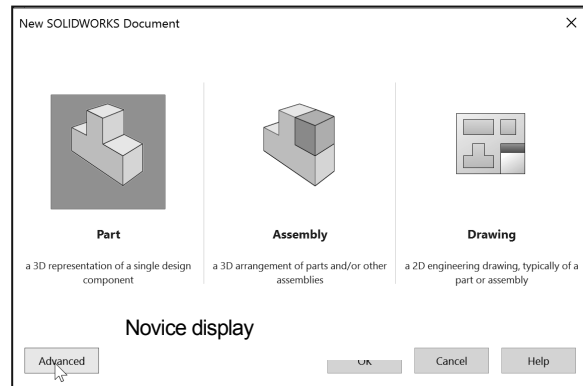 New SOLIDWORKS Document
Part
Assembly
Drawing
a 3D representation of a single design
component
a 3D arrangement of parts and/or other
assemblies
a 2D engineering drawing, typically of a
part or assembly
Novice display
Advanced
OK
Cancel
Help